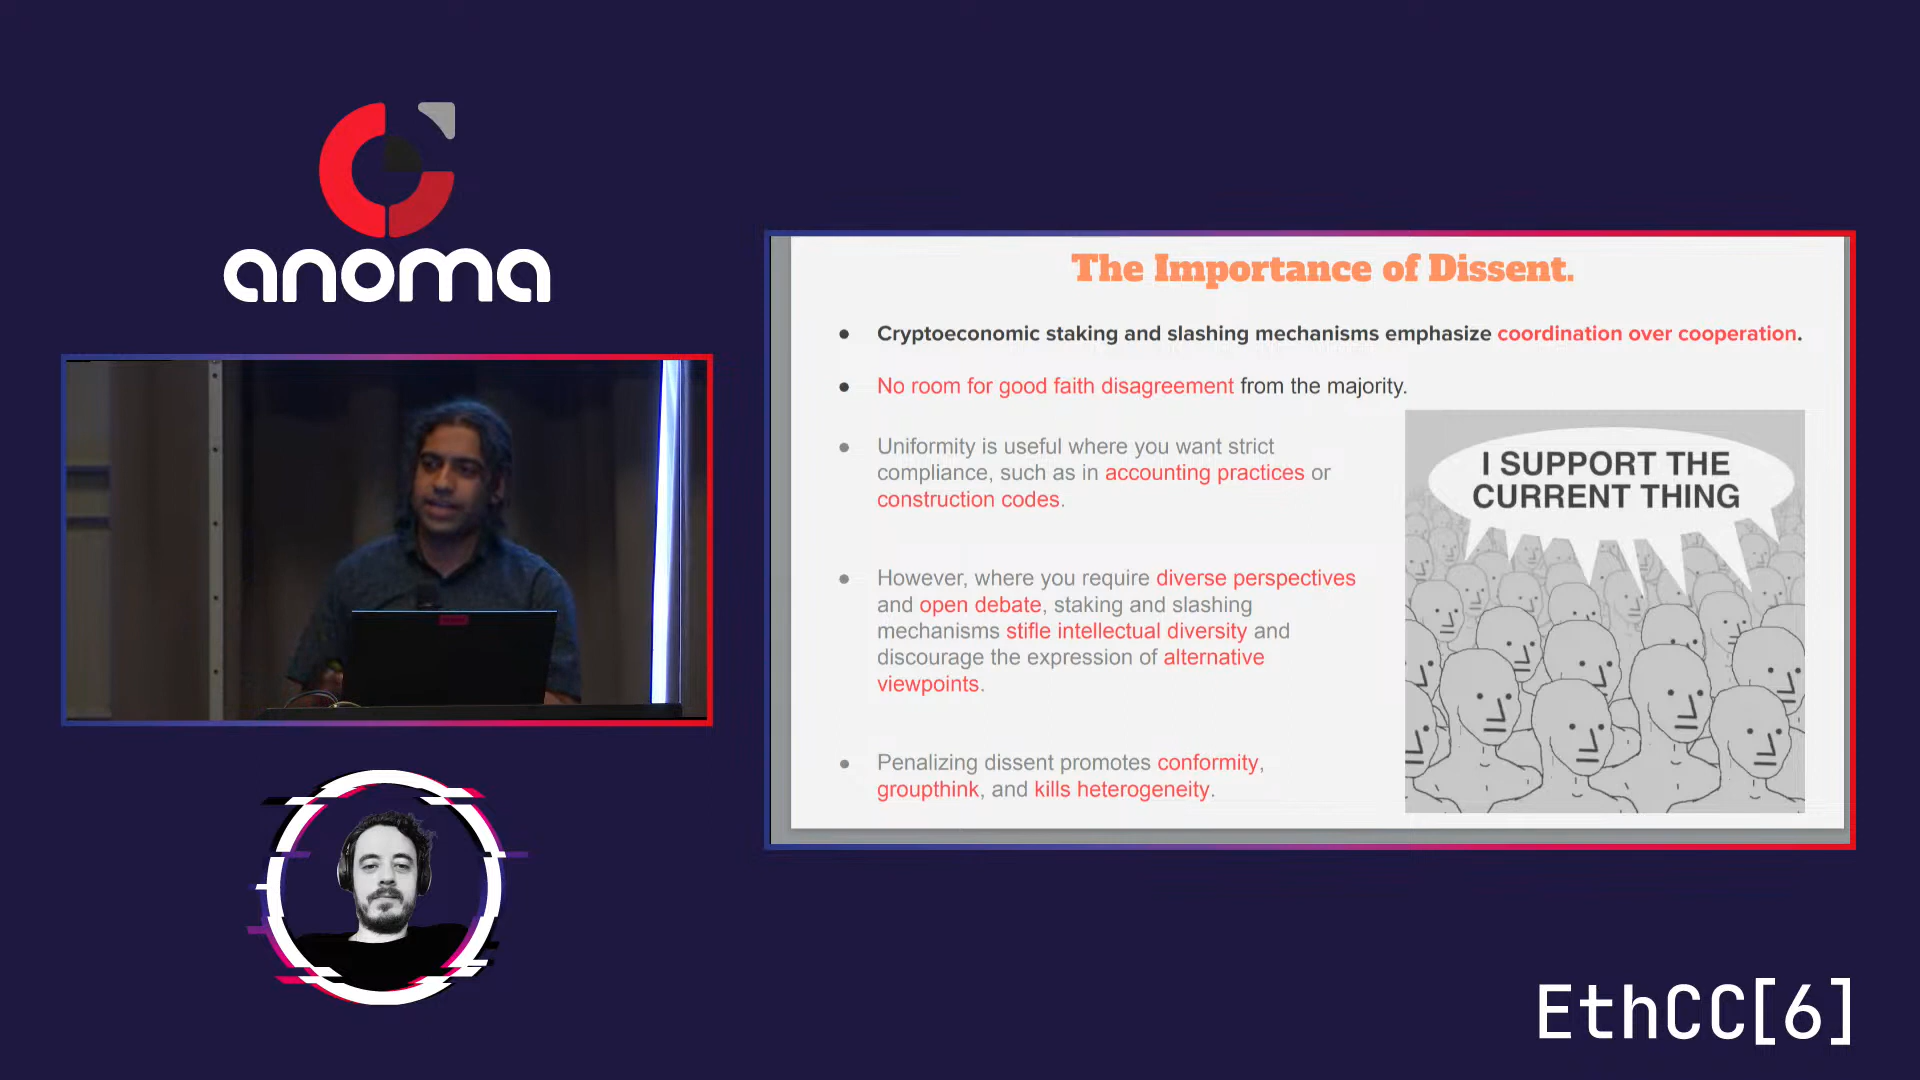 anoma
The Importance of Dissent.
● Cryptoeconomic staking and slashing mechanisms emphasize coordination over cooperation.
● No room for good faith disagreement from the majority.
● Uniformity is useful where you want strict
compliance, such as in accounting practices or
construction codes.
● However, where you require diverse perspectives
and open debate, staking and slashing
mechanisms stifle intellectual diversity and
discourage the expression of alternative
viewpoints.
● Penalizing dissent promotes conformity,
groupthink, and kills heterogeneity.
I SUPPORT THE
CURRENT THING
EthCC[6]